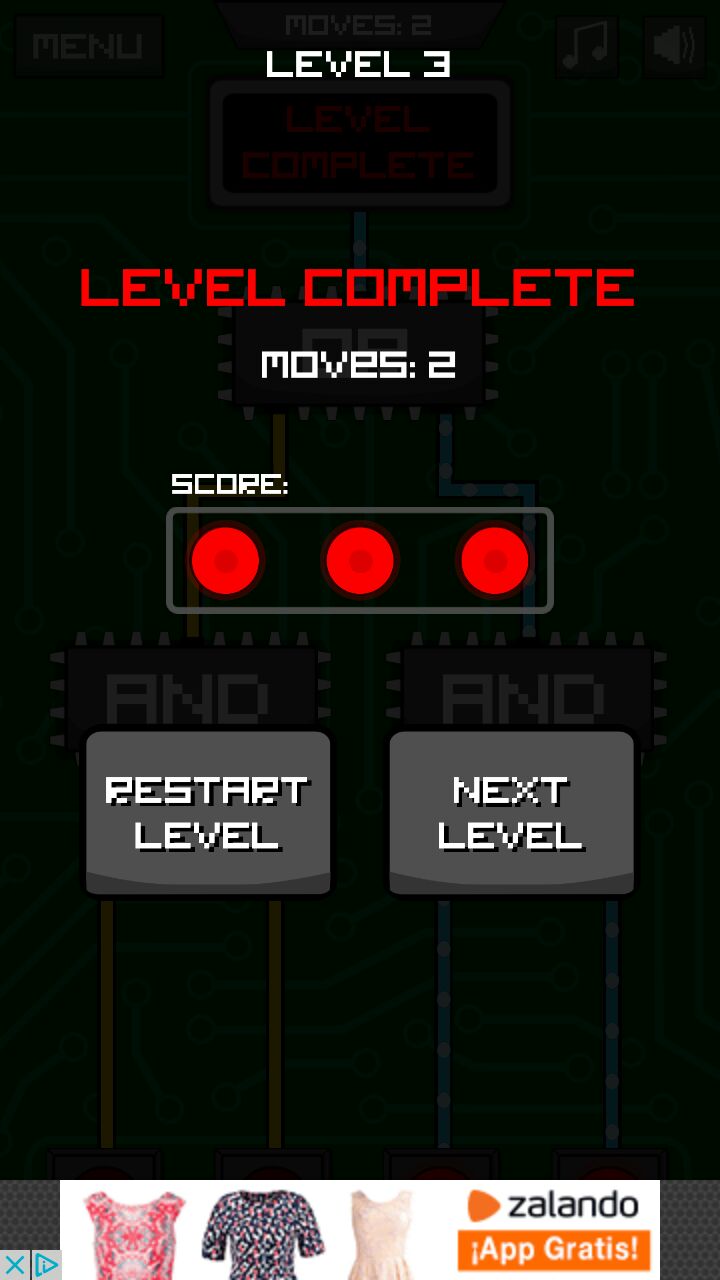 MOVES: 2
MENU
LEVEL 3
LEVEL
COMPLETE
LEVEL COMPLETE
OR
MOVES: 2
SCORE:
AND
AND
RESTART
LEVEL
NEXT
LEVEL
zalando
¡App Gratis!